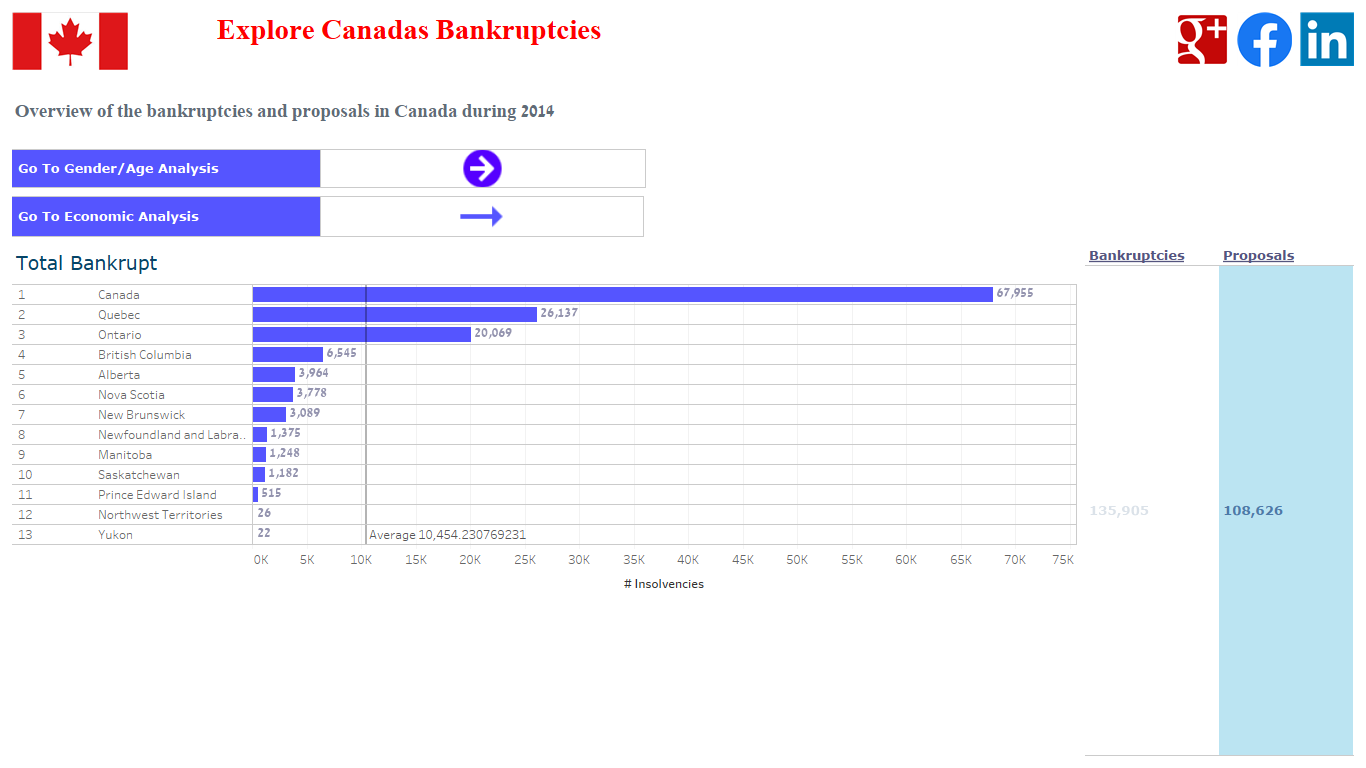 Explore Canadas Bankruptcies
g+
f
in
Overview of the bankruptcies and proposals in Canada during 2014
Go To Gender/Age Analysis
Go To Economic Analysis
Total Bankrupt
Bankruptcies Proposals
1 Canada 67,955
2 Quebec 26,137
3 Ontario 20,069
4 British Columbia 6,545
5 Alberta 3,964
6 Nova Scotia 3,778
7 New Brunswick 3,089
8 Newfoundland and Labra.. 1,375
9 Manitoba 1,248
10 Saskatchewan 1,182
11 Prince Edward Island 515
12 Northwest Territories 26
13 Yukon 22 Average 10,454.230769231
135,905 108,626
0K 5K 10K 15K 20K 25K 30K 35K 40K 45K 50K 55K 60K 65K 70K 75K
# Insolvencies